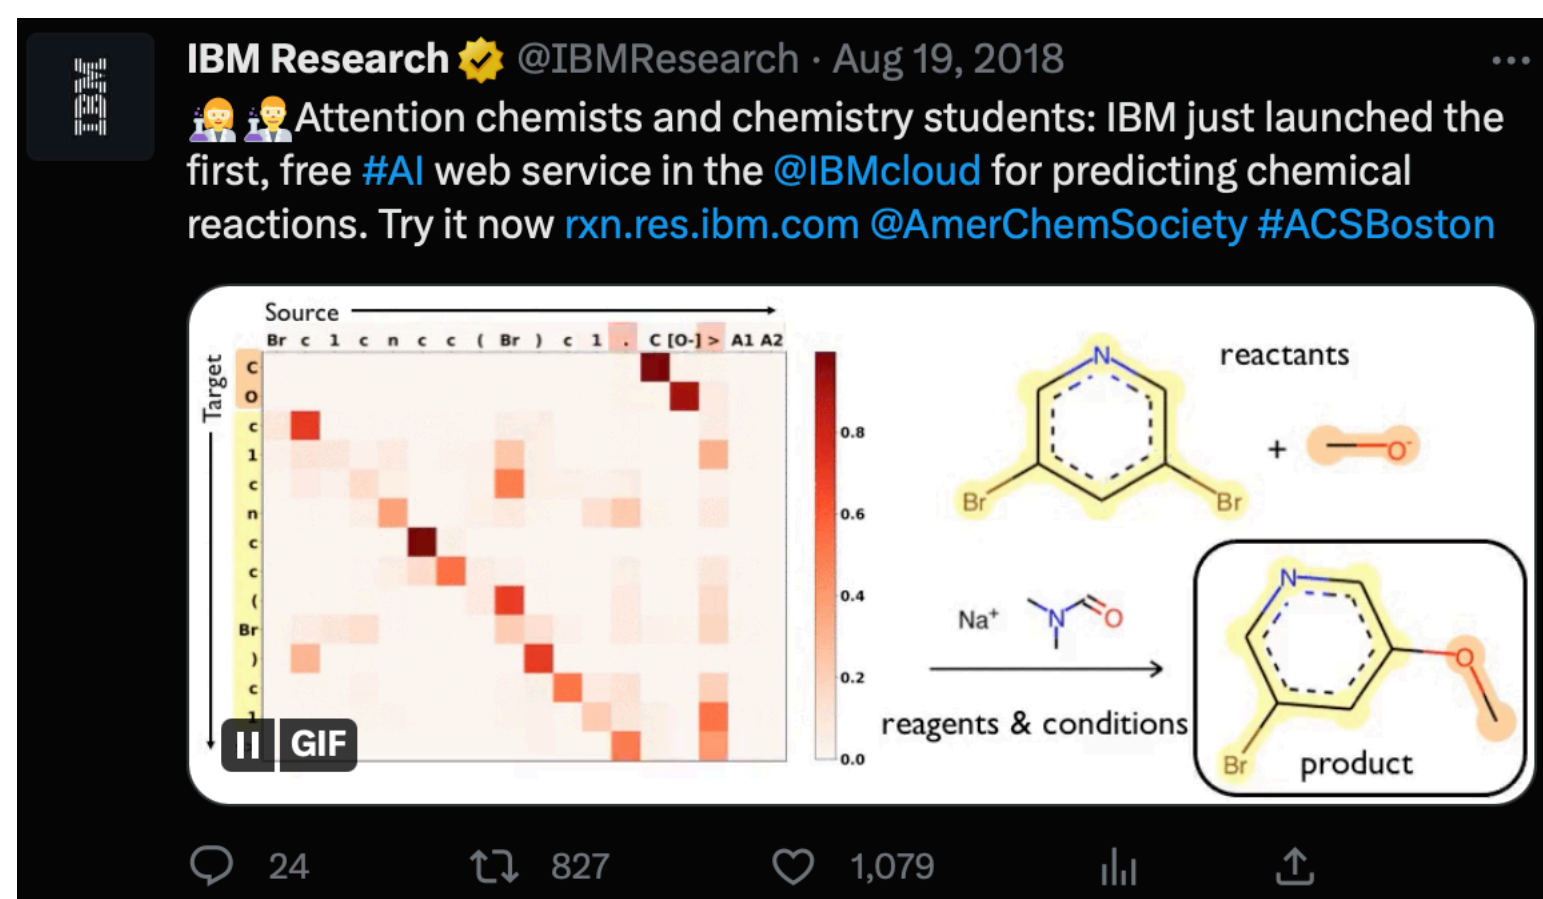 IBM
IBM Research @IBMResearch · Aug 19, 2018
👩‍🔬👨‍🔬Attention chemists and chemistry students: IBM just launched the
first, free #AI web service in the @IBMcloud for predicting chemical
reactions. Try it now rxn.res.ibm.com @AmerChemSociety #ACSBoston
Source
Br c 1 c n c c ( Br ) c 1 . C [O-] > A1 A2
Target
C
O
c
1
c
n
c
c
(
Br
)
c
1
0.8
0.6
0.4
0.2
0.0
GIF
reactants
N
Br
Br
+
O-
Na+
N
O
reagents & conditions
N
O
Br
product
24
827
1,079